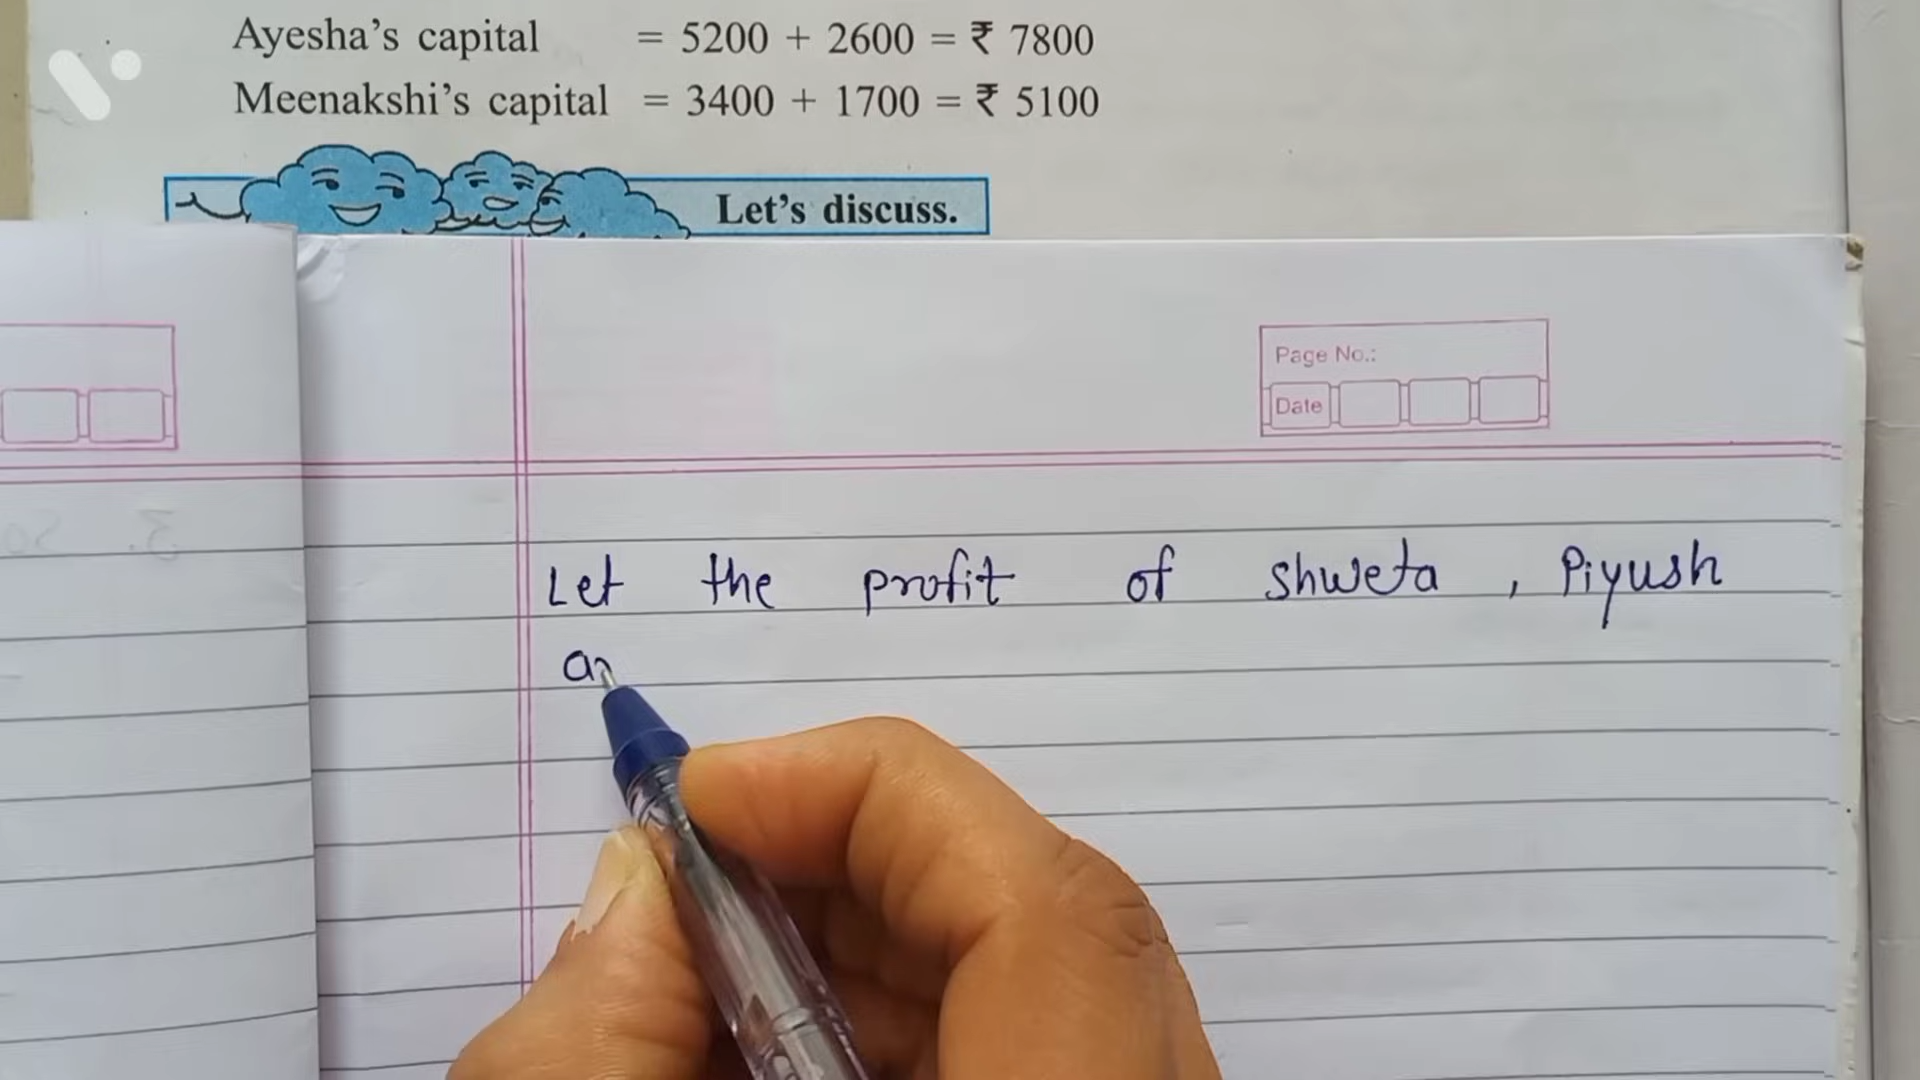 Ayesha's capital = 5200 + 2600 = ₹ 7800
Meenakshi's capital = 3400 + 1700 = ₹ 5100
Let's discuss.
Page No.:
Date
Let the profit of shweta , Piyush
an